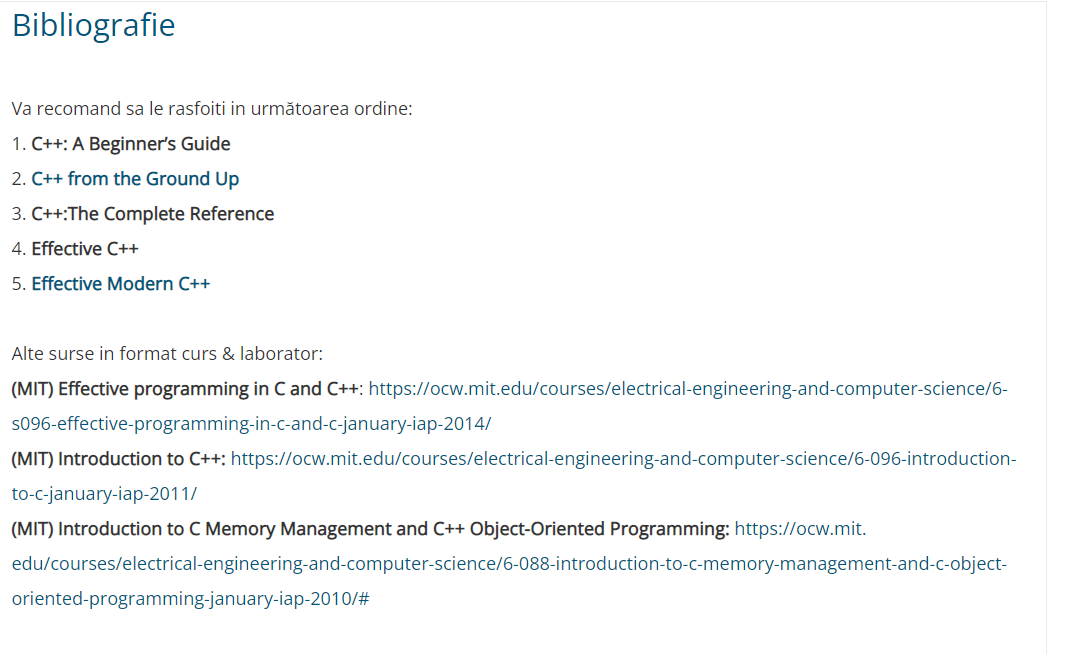 Bibliografie
Va recomand sa le rasfoiti in următoarea ordine:
1. C++: A Beginner’s Guide
2. C++ from the Ground Up
3. C++:The Complete Reference
4. Effective C++
5. Effective Modern C++
Alte surse in format curs & laborator:
(MIT) Effective programming in C and C++: https://ocw.mit.edu/courses/electrical-engineering-and-computer-science/6-
s096-effective-programming-in-c-and-c-january-iap-2014/
(MIT) Introduction to C++: https://ocw.mit.edu/courses/electrical-engineering-and-computer-science/6-096-introduction-
to-c-january-iap-2011/
(MIT) Introduction to C Memory Management and C++ Object-Oriented Programming: https://ocw.mit.
edu/courses/electrical-engineering-and-computer-science/6-088-introduction-to-c-memory-management-and-c-object-
oriented-programming-january-iap-2010/#